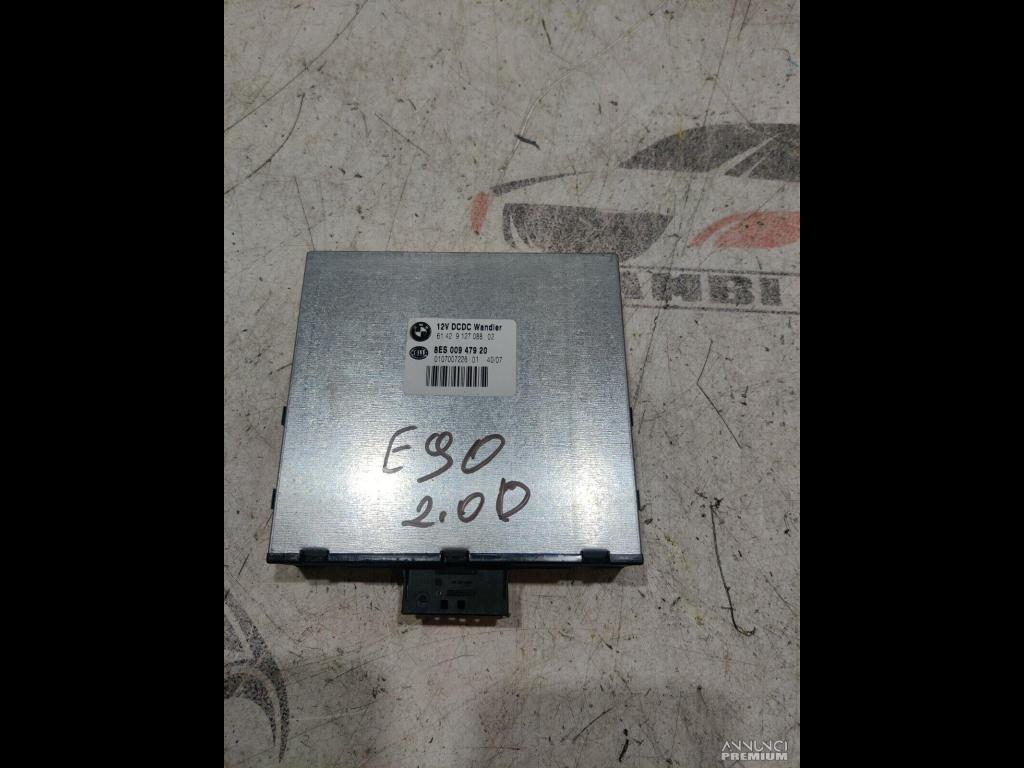 AMBI
12V DCDC Wandler
61 42 9 127 088 02
8ES 009 479 20
0107007226 01 40/07
E90
2.0D
ANNUNCI
PREMIUM